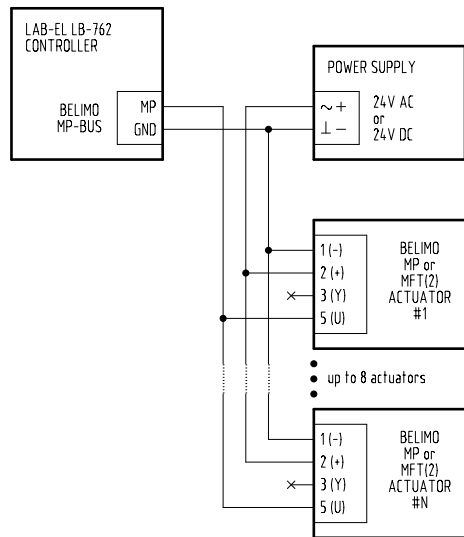 LAB-EL LB-762
CONTROLLER
BELIMO
MP-BUS
MP
GND
POWER SUPPLY
~ +
⊥ −
24V AC
or
24V DC
1 (-)
2 (+)
3 (Y)
5 (U)
BELIMO
MP or
MFT(2)
ACTUATOR
#1
up to 8 actuators
1 (-)
2 (+)
3 (Y)
5 (U)
BELIMO
MP or
MFT(2)
ACTUATOR
#N